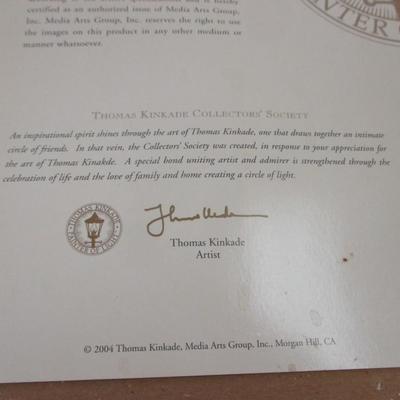 certified as an authorized issue of Media Arts Group,
Inc. Media Arts Group, Inc. reserves the right to use
the images on this product in any other medium or
manner whatsoever.
THOMAS KINKADE COLLECTORS' SOCIETY
An inspirational spirit shines through the art of Thomas Kinkade, one that draws together an intimate
circle of friends. In that vein, the Collectors' Society was created, in response to your appreciation for
the art of Thomas Kinakde. A special bond uniting artist and admirer is strengthened through the
celebration of life and the love of family and home creating a circle of light.
THOMAS KINKADE
PAINTER OF LIGHT
Thomas Kinkade
Artist
© 2004 Thomas Kinkade, Media Arts Group, Inc., Morgan Hill, CA